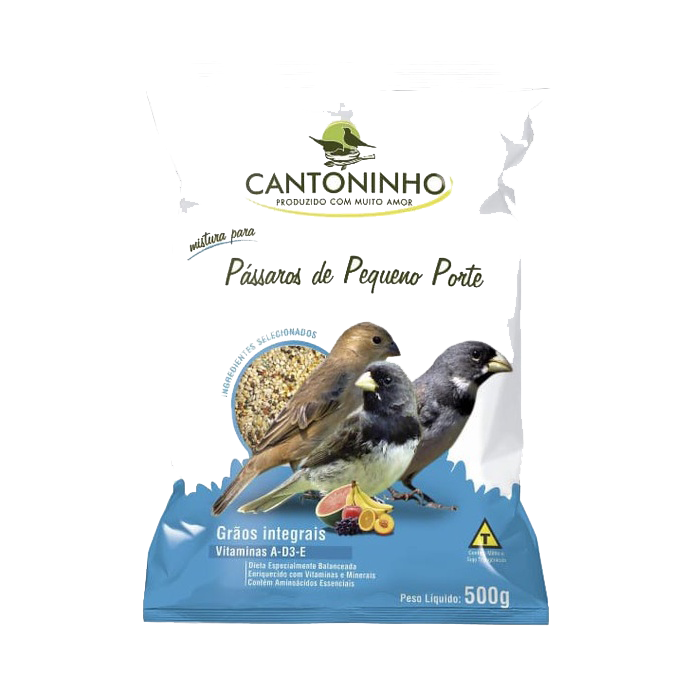 CANTONINHO
PRODUZIDO COM MUITO AMOR
mistura para
Pássaros de Pequeno Porte
INGREDIENTES SELECIONADOS
Grãos integrais
Vitaminas A-D3-E
Dieta Especialmente Balanceada
Enriquecido com Vitaminas e Minerais
Contém Aminoácidos Essenciais
T
Peso Líquido: 500g